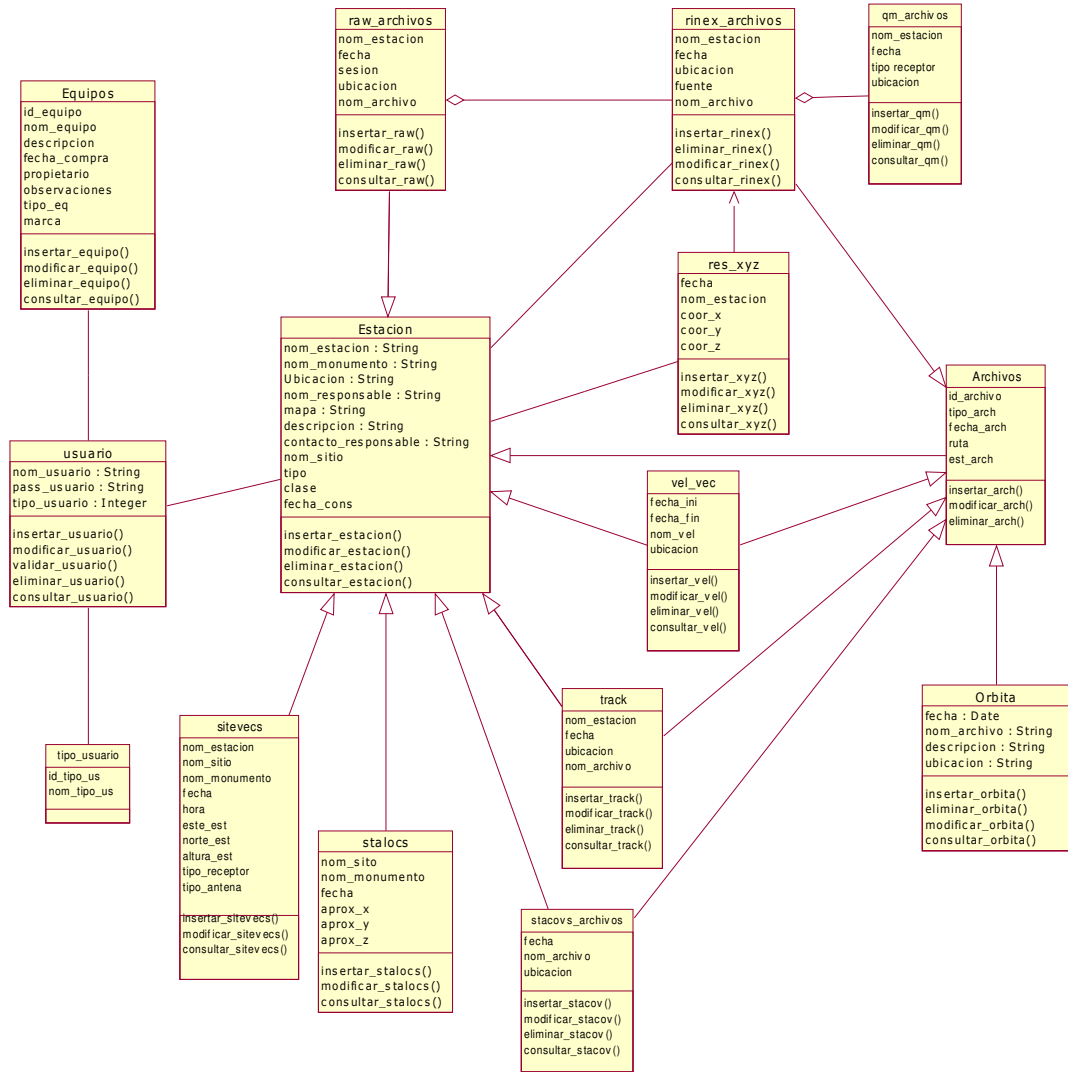 raw_archivos
nom_estacion
fecha
sesion
ubicacion
nom_archivo
insertar_raw()
modificar_raw()
eliminar_raw()
consultar_raw()
rinex_archivos
nom_estacion
fecha
ubicacion
fuente
nom_archivo
insertar_rinex()
eliminar_rinex()
modificar_rinex()
consultar_rinex()
qm_archivos
nom_estacion
fecha
tipo receptor
ubicacion
insertar_qm()
modificar_qm()
eliminar_qm()
consultar_qm()
Equipos
id_equipo
nom_equipo
descripcion
fecha_compra
propietario
observaciones
tipo_eq
marca
insertar_equipo()
modificar_equipo()
eliminar_equipo()
consultar_equipo()
res_xyz
fecha
nom_estacion
coor_x
coor_y
coor_z
insertar_xyz()
modificar_xyz()
eliminar_xyz()
consultar_xyz()
Estacion
nom_estacion : String
nom_monumento : String
Ubicacion : String
nom_responsable : String
mapa : String
descripcion : String
contacto_responsable : String
nom_sitio
tipo
clase
fecha_cons
insertar_estacion()
modificar_estacion()
eliminar_estacion()
consultar_estacion()
Archivos
id_archivo
tipo_arch
fecha_arch
ruta
est_arch
insertar_arch()
modificar_arch()
eliminar_arch()
usuario
nom_usuario : String
pass_usuario : String
tipo_usuario : Integer
insertar_usuario()
modificar_usuario()
validar_usuario()
eliminar_usuario()
consultar_usuario()
vel_vec
fecha_ini
fecha_fin
nom_vel
ubicacion
insertar_vel()
modificar_vel()
eliminar_vel()
consultar_vel()
track
nom_estacion
fecha
ubicacion
nom_archivo
insertar_track()
modificar_track()
eliminar_track()
consultar_track()
Orbita
fecha : Date
nom_archivo : String
descripcion : String
ubicacion : String
insertar_orbita()
eliminar_orbita()
modificar_orbita()
consultar_orbita()
sitevecs
nom_estacion
nom_sitio
nom_monumento
fecha
hora
este_est
norte_est
altura_est
tipo_receptor
tipo_antena
insertar_sitevecs()
modificar_sitevecs()
consultar_sitevecs()
tipo_usuario
id_tipo_us
nom_tipo_us
stalocs
nom_sito
nom_monumento
fecha
aprox_x
aprox_y
aprox_z
insertar_stalocs()
modificar_stalocs()
consultar_stalocs()
stacovs_archivos
fecha
nom_archivo
ubicacion
insertar_stacov()
modificar_stacov()
eliminar_stacov()
consultar_stacov()